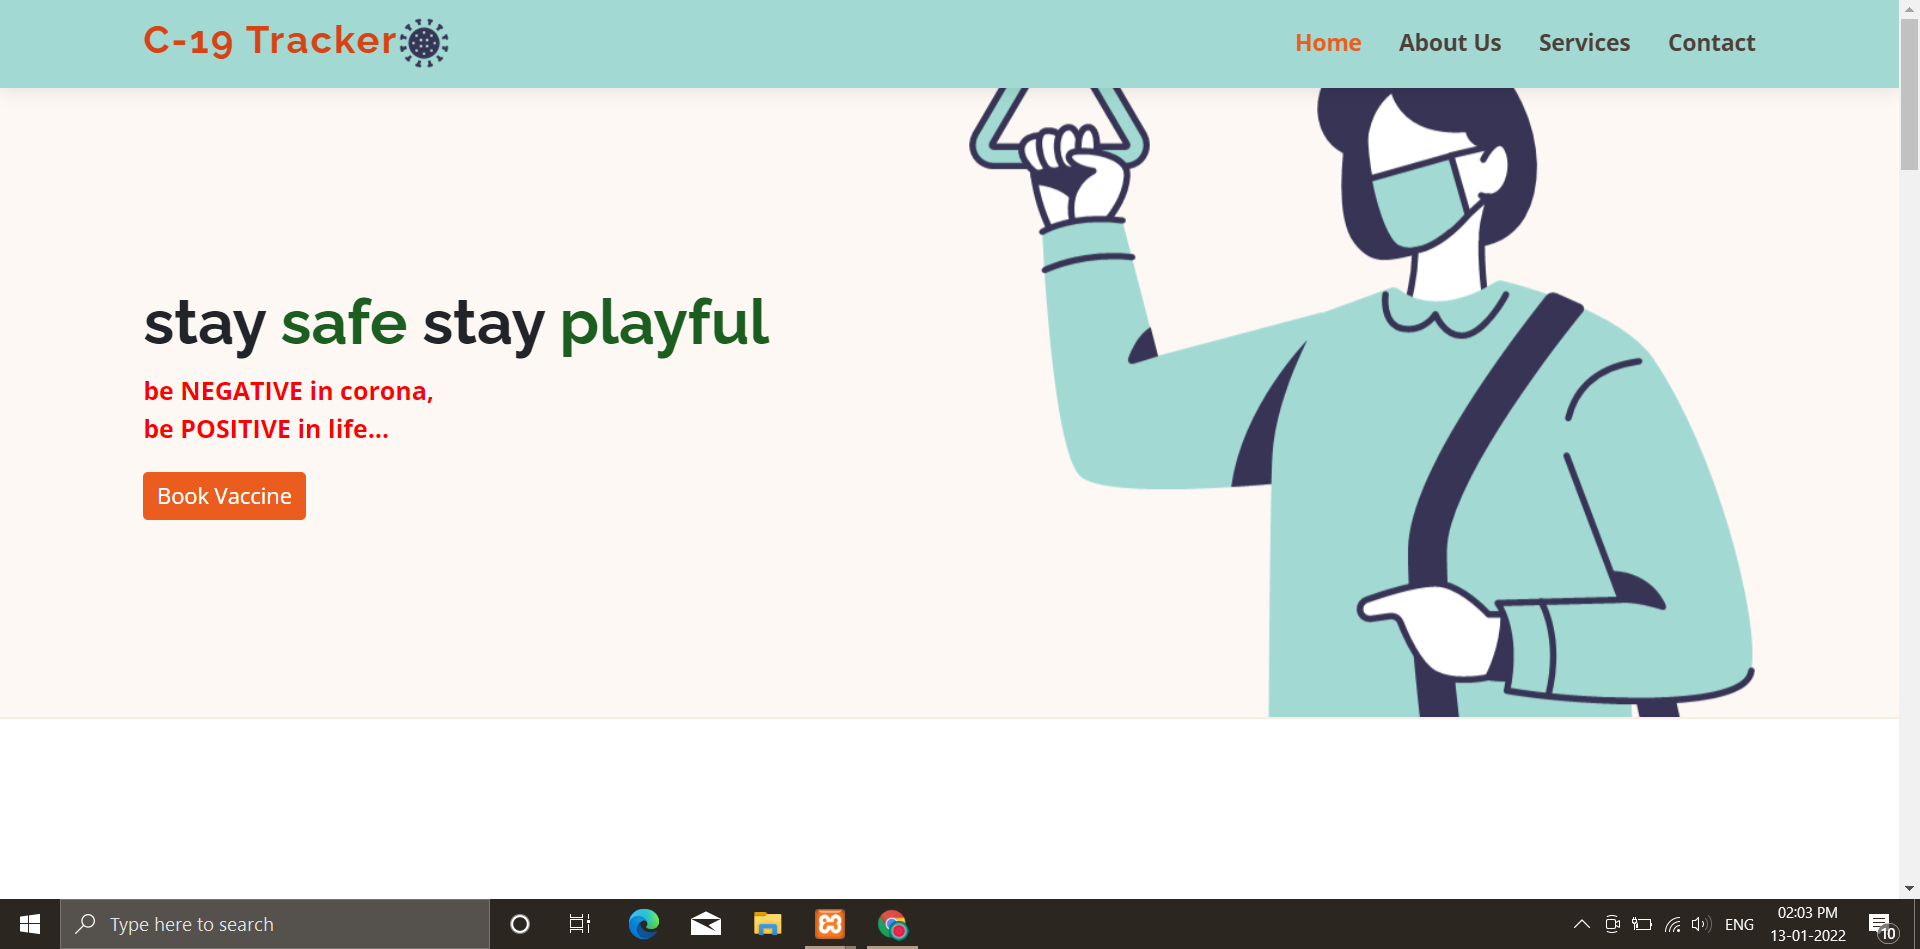 C-19 Tracker
Home About Us Services Contact
stay safe stay playful
be NEGATIVE in corona,
be POSITIVE in life...
Book Vaccine
Type here to search
ENG
02:03 PM
13-01-2022
10